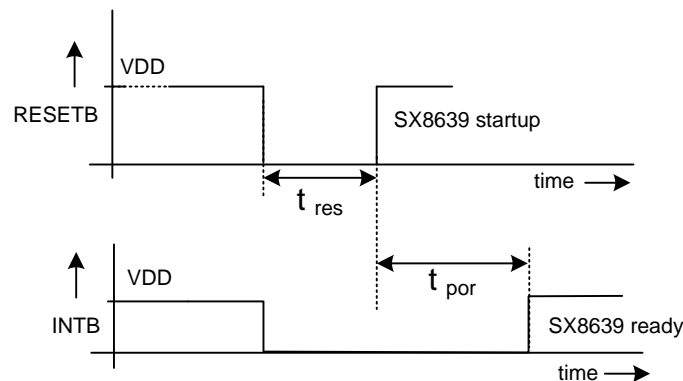 VDD
RESETB
SX8639 startup
time
t res
VDD
t por
INTB
SX8639 ready
time